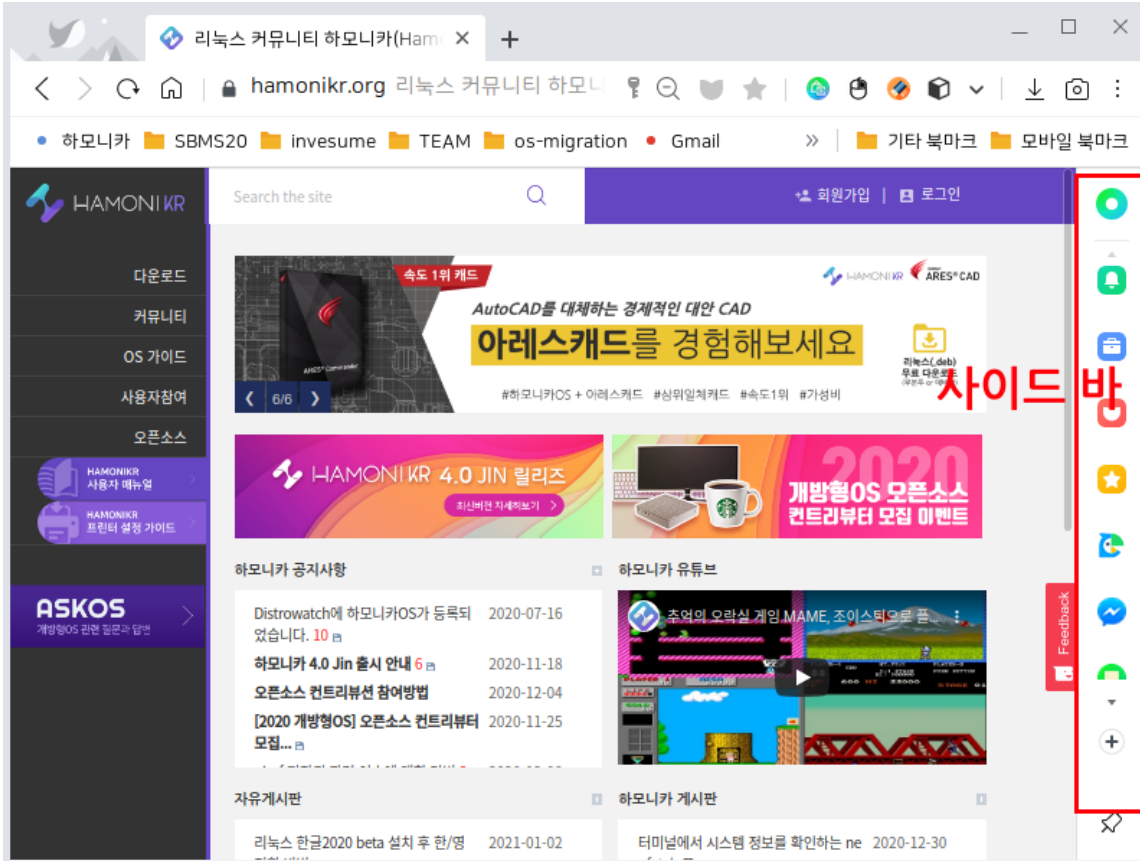 리눅스 커뮤니티 하모니카(Ham
hamonikr.org 리눅스 커뮤니티 하모니
하모니카 SBMS20 invesume TEAM os-migration Gmail » 기타 북마크 모바일 북마크
HAMONIKR
Search the site
회원가입 | 로그인
다운로드
커뮤니티
OS 가이드
사용자참여
오픈소스
HAMONIKR
사용자 매뉴얼
HAMONIKR
프린터 설정 가이드
ASKOS
개방형OS 관련 질문과 답변
속도 1위 캐드
HAMONIKR ARES CAD
AutoCAD를 대체하는 경제적인 대안 CAD
아레스캐드를 경험해보세요
리눅스(.deb)
무료 다운로드
#하모니카OS + 아레스캐드 #상위일체캐드 #속도1위 #가성비
6/6
사이드 바
HAMONIKR 4.0 JIN 릴리즈
최신버전 자세히보기
2020
개방형OS 오픈소스
컨트리뷰터 모집 이벤트
하모니카 공지사항
Distrowatch에 하모니카OS가 등록되 2020-07-16
었습니다. 10
하모니카 4.0 Jin 출시 안내 6 2020-11-18
오픈소스 컨트리뷰션 참여방법 2020-12-04
[2020 개방형OS] 오픈소스 컨트리뷰터 2020-11-25
모집...
하모니카 유튜브
추억의 오락실 게임 MAME, 조이스틱으로 플...
Feedback
자유게시판
리눅스 한글2020 beta 설치 후 한/영 2021-01-02
하모니카 게시판
터미널에서 시스템 정보를 확인하는 ne 2020-12-30